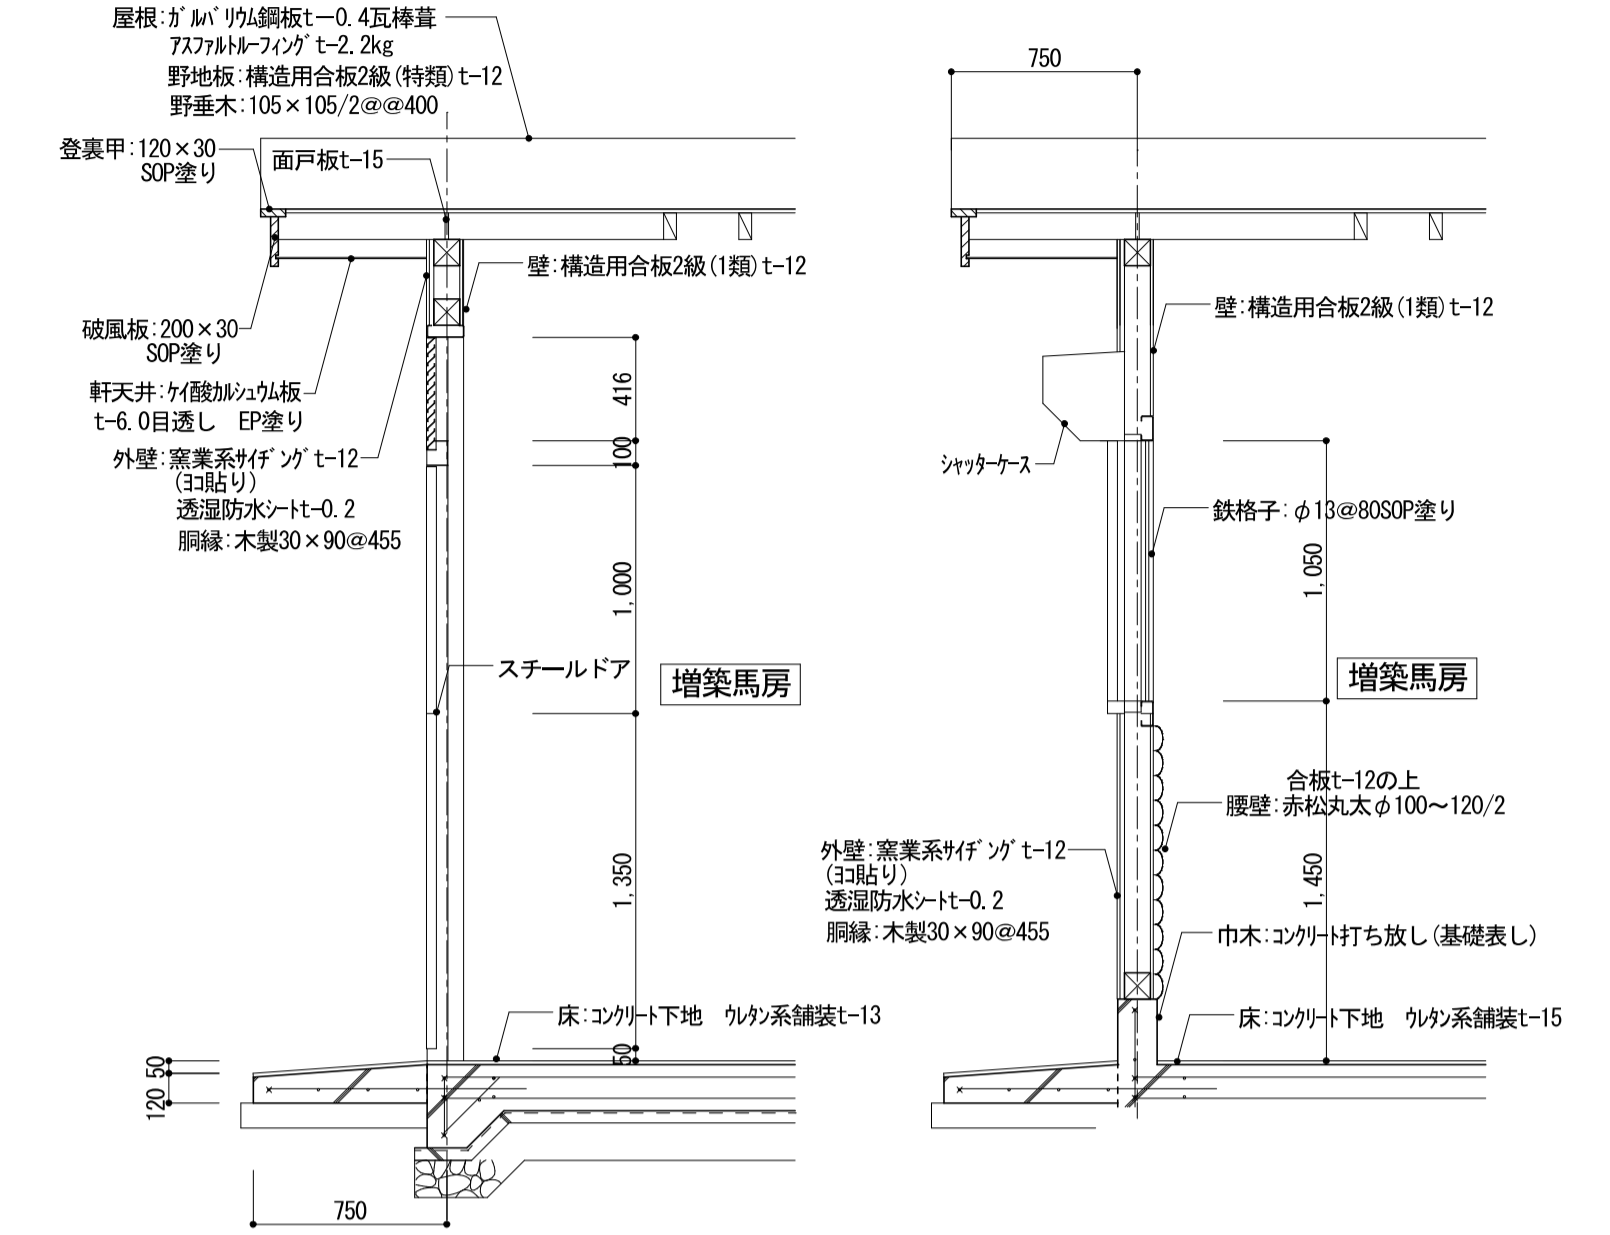 屋根:ｶﾞﾙﾊﾞﾘｳﾑ鋼板t－0.4瓦棒葺
ｱｽﾌｧﾙﾄﾙｰﾌｨﾝｸﾞt-2.2kg
野地板:構造用合板2級(特類)t-12
野垂木:105×105/2@@400
登裏甲:120×30
SOP塗り
面戸板t-15
壁:構造用合板2級(1類)t-12
破風板:200×30
SOP塗り
軒天井:ｹｲ酸ｶﾙｼｭｳﾑ板
t-6.0目透し　EP塗り
外壁:窯業系ｻｲﾁﾞﾝｸﾞt-12
(ﾖｺ貼り)
透湿防水ｼｰﾄt-0.2
胴縁:木製30×90@455
416
100
1,000
スチールドア
増築馬房
1,350
床:ｺﾝｸﾘｰﾄ下地　ｳﾚﾀﾝ系舗装t-13
50
50
120
750
750
壁:構造用合板2級(1類)t-12
ｼｬｯﾀｰｹｰｽ
鉄格子:φ13@80SOP塗り
1,050
増築馬房
合板t-12の上
腰壁:赤松丸太φ100～120/2
外壁:窯業系ｻｲﾁﾞﾝｸﾞt-12
(ﾖｺ貼り)
透湿防水ｼｰﾄt-0.2
胴縁:木製30×90@455
1,450
巾木:ｺﾝｸﾘｰﾄ打ち放し(基礎表し)
床:ｺﾝｸﾘｰﾄ下地　ｳﾚﾀﾝ系舗装t-15